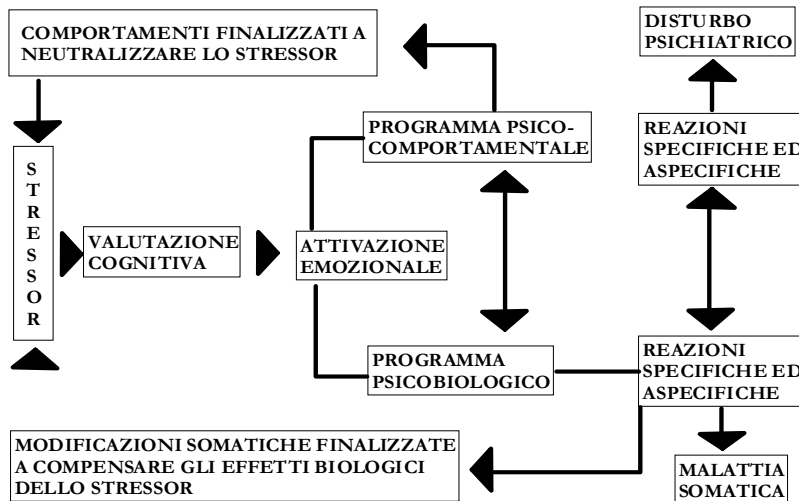 COMPORTAMENTI FINALIZZATI A
NEUTRALIZZARE LO STRESSOR
DISTURBO
PSICHIATRICO
PROGRAMMA PSICO-
COMPORTAMENTALE
REAZIONI
SPECIFICHE ED
ASPECIFICHE
S
T
R
E
S
S
O
R
VALUTAZIONE
COGNITIVA
ATTIVAZIONE
EMOZIONALE
PROGRAMMA
PSICOBIOLOGICO
REAZIONI
SPECIFICHE ED
ASPECIFICHE
MODIFICAZIONI SOMATICHE FINALIZZATE
A COMPENSARE GLI EFFETTI BIOLOGICI
DELLO STRESSOR
MALATTIA
SOMATICA